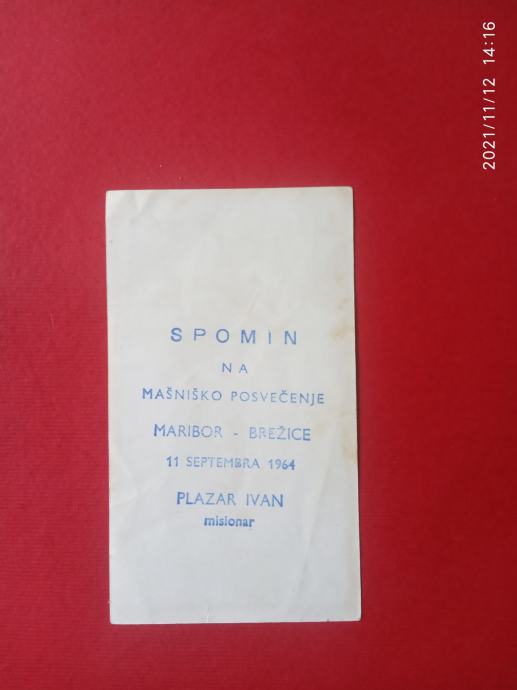 2021/11/12 14:16
SPOMIN
NA
MAŠNIŠKO POSVEČENJE
MARIBOR - BREŽICE
11 SEPTEMBRA 1964
PLAZAR IVAN
misionar